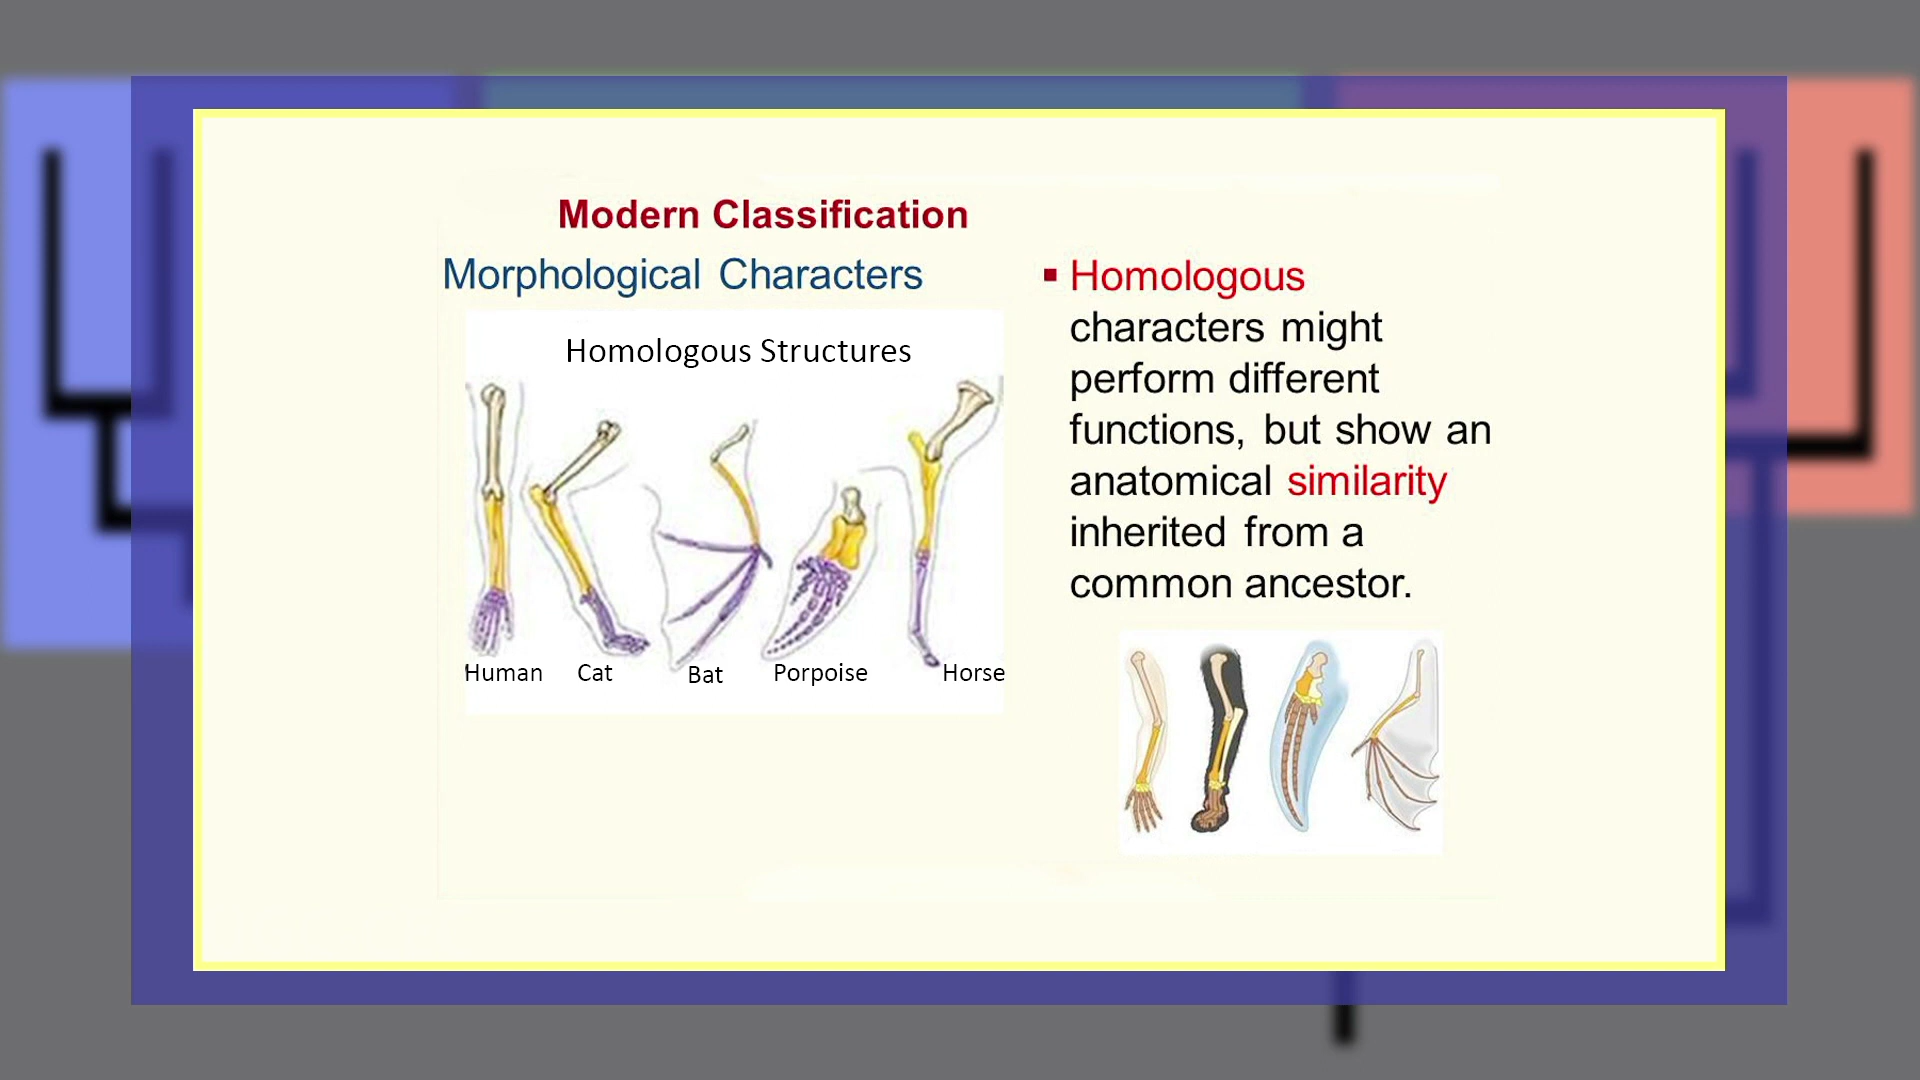 Modern Classification
Morphological Characters
Homologous Structures
Human Cat Bat Porpoise Horse
▪ Homologous
characters might
perform different
functions, but show an
anatomical similarity
inherited from a
common ancestor.